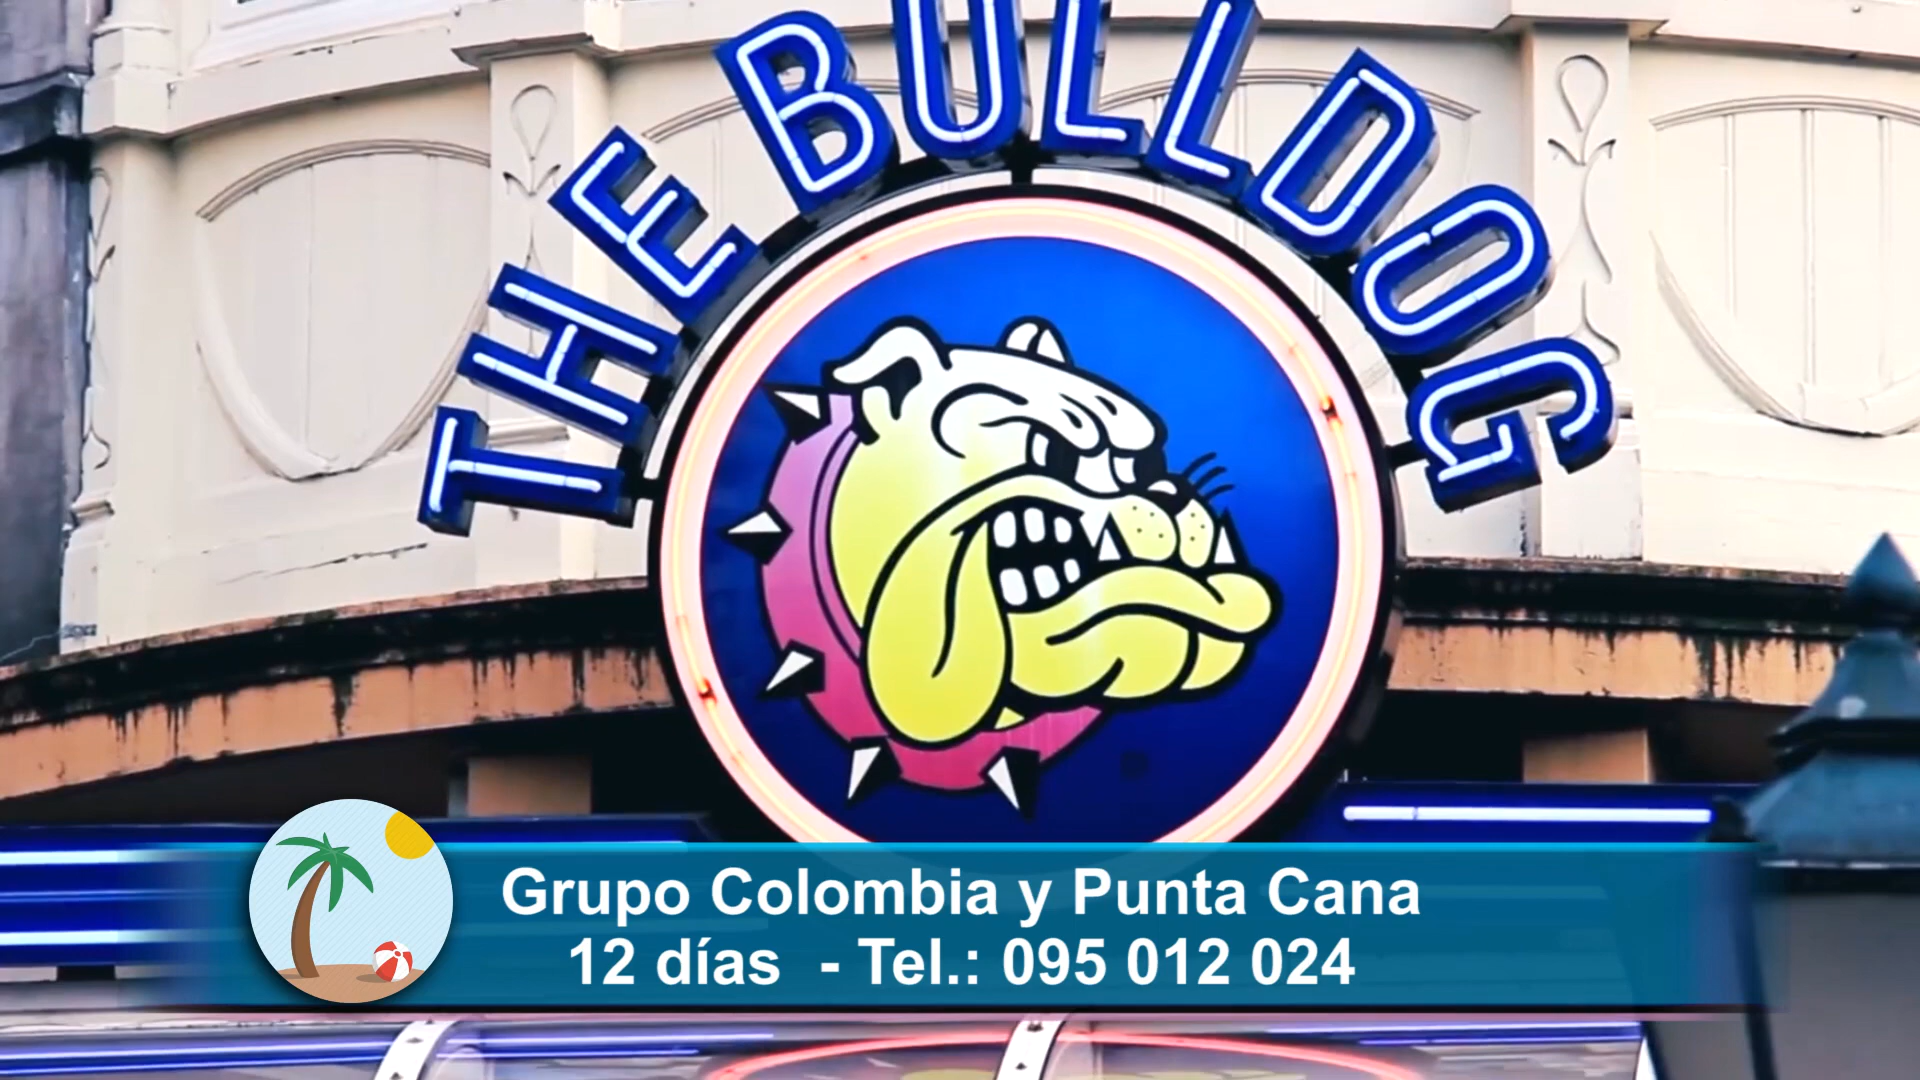 THE BULLDOG
Grupo Colombia y Punta Cana
12 días - Tel.: 095 012 024